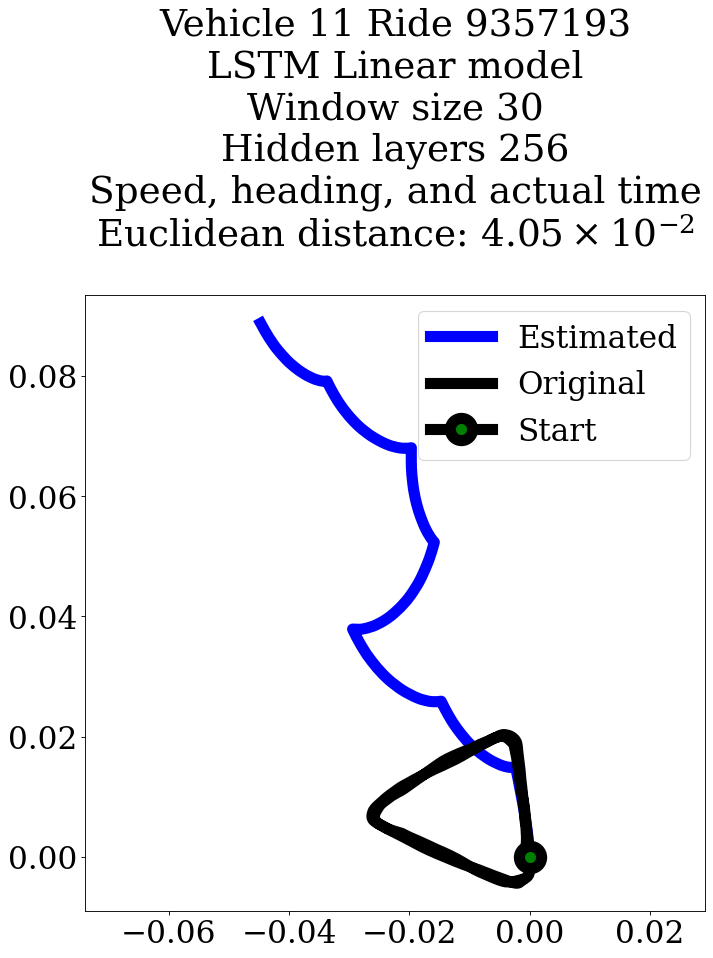 Vehicle 11 Ride 9357193
LSTM Linear model
Window size 30
Hidden layers 256
Speed, heading, and actual time
Euclidean distance: 4.05 × 10⁻²
Estimated
Original
Start
0.08
0.06
0.04
0.02
0.00
−0.06 −0.04 −0.02 0.00 0.02